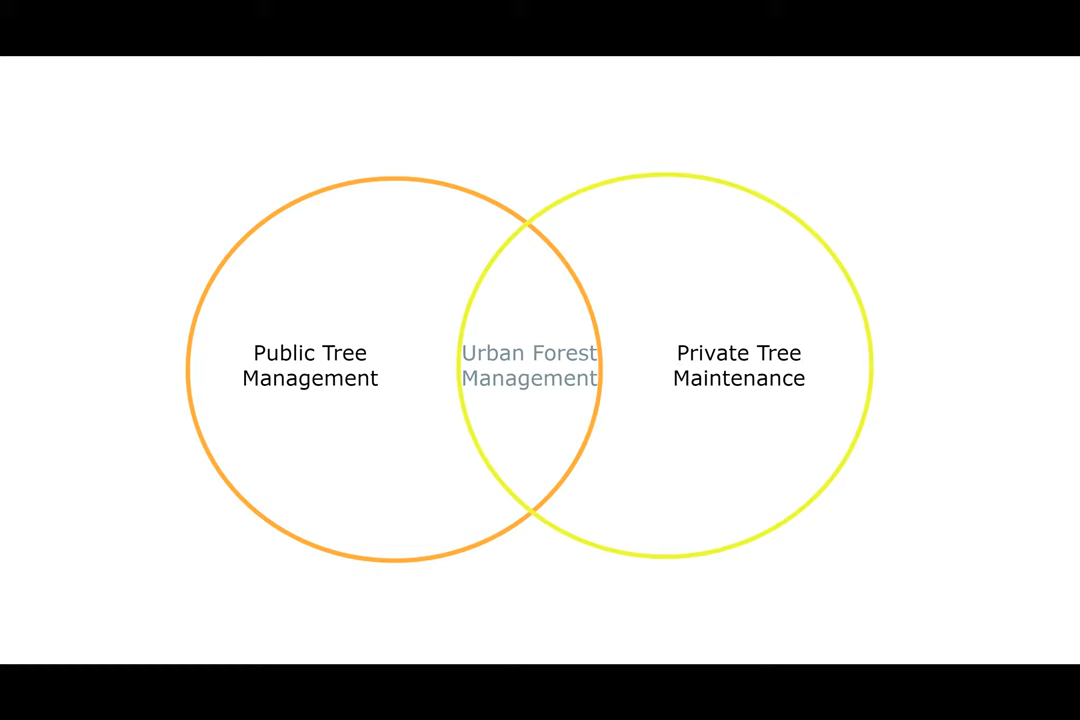 Public Tree
Management
Urban Forest
Management
Private Tree
Maintenance